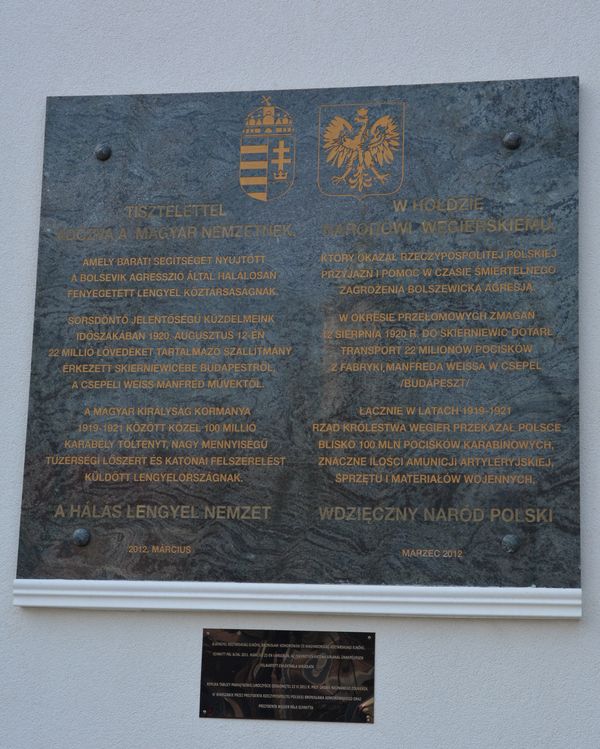 TISZTELETTEL
A MAGYAR NEMZETNEK,
AMELY BARÁTI SEGÍTSÉGET NYÚJTOTT
A BOLSEVIK AGRESSZIÓ ÁLTAL HALÁLOSAN
FENYEGETETT LENGYEL KÖZTÁRSASÁGNAK.
SORSDÖNTŐ JELENTŐSÉGŰ KÜZDELMEINK
IDŐSZAKÁBAN 1920. AUGUSZTUS 12-ÉN
22 MILLIÓ LÖVEDÉKET TARTALMAZÓ SZÁLLÍTMÁNY
ÉRKEZETT SKIERNIEWICÉBE BUDAPESTRŐL,
A CSEPELI WEISS MANFRÉD MŰVEKTŐL.
A MAGYAR KIRÁLYSÁG KORMÁNYA
1919-1921 KÖZÖTT KÖZEL 100 MILLIÓ
KARABÉLY TÖLTÉNYT, NAGY MENNYISÉGŰ
TÜZÉRSÉGI LŐSZERT ÉS KATONAI FELSZERELÉST
KÜLDÖTT LENGYELORSZÁGNAK.
A HÁLÁS LENGYEL NEMZET
2012. MÁRCIUS
W HOŁDZIE
NARODOWI WĘGIERSKIEMU,
KTÓRY OKAZAŁ RZECZYPOSPOLITEJ POLSKIEJ
PRZYJAŹŃ I POMOC W CZASIE ŚMIERTELNEGO
ZAGROŻENIA BOLSZEWICKĄ AGRESJĄ.
W OKRESIE PRZEŁOMOWYCH ZMAGAŃ
12 SIERPNIA 1920 R. DO SKIERNIEWIC DOTARŁ
TRANSPORT 22 MILIONÓW POCISKÓW
Z FABRYKI MANFREDA WEISSA W CSEPEL
/BUDAPESZT/
ŁĄCZNIE W LATACH 1919-1921
RZĄD KRÓLESTWA WĘGIER PRZEKAZAŁ POLSCE
BLISKO 100 MLN POCISKÓW KARABINOWYCH,
ZNACZNE ILOŚCI AMUNICJI ARTYLERYJSKIEJ,
SPRZĘTU I MATERIAŁÓW WOJENNYCH,
WDZIĘCZNY NARÓD POLSKI
MARZEC 2012